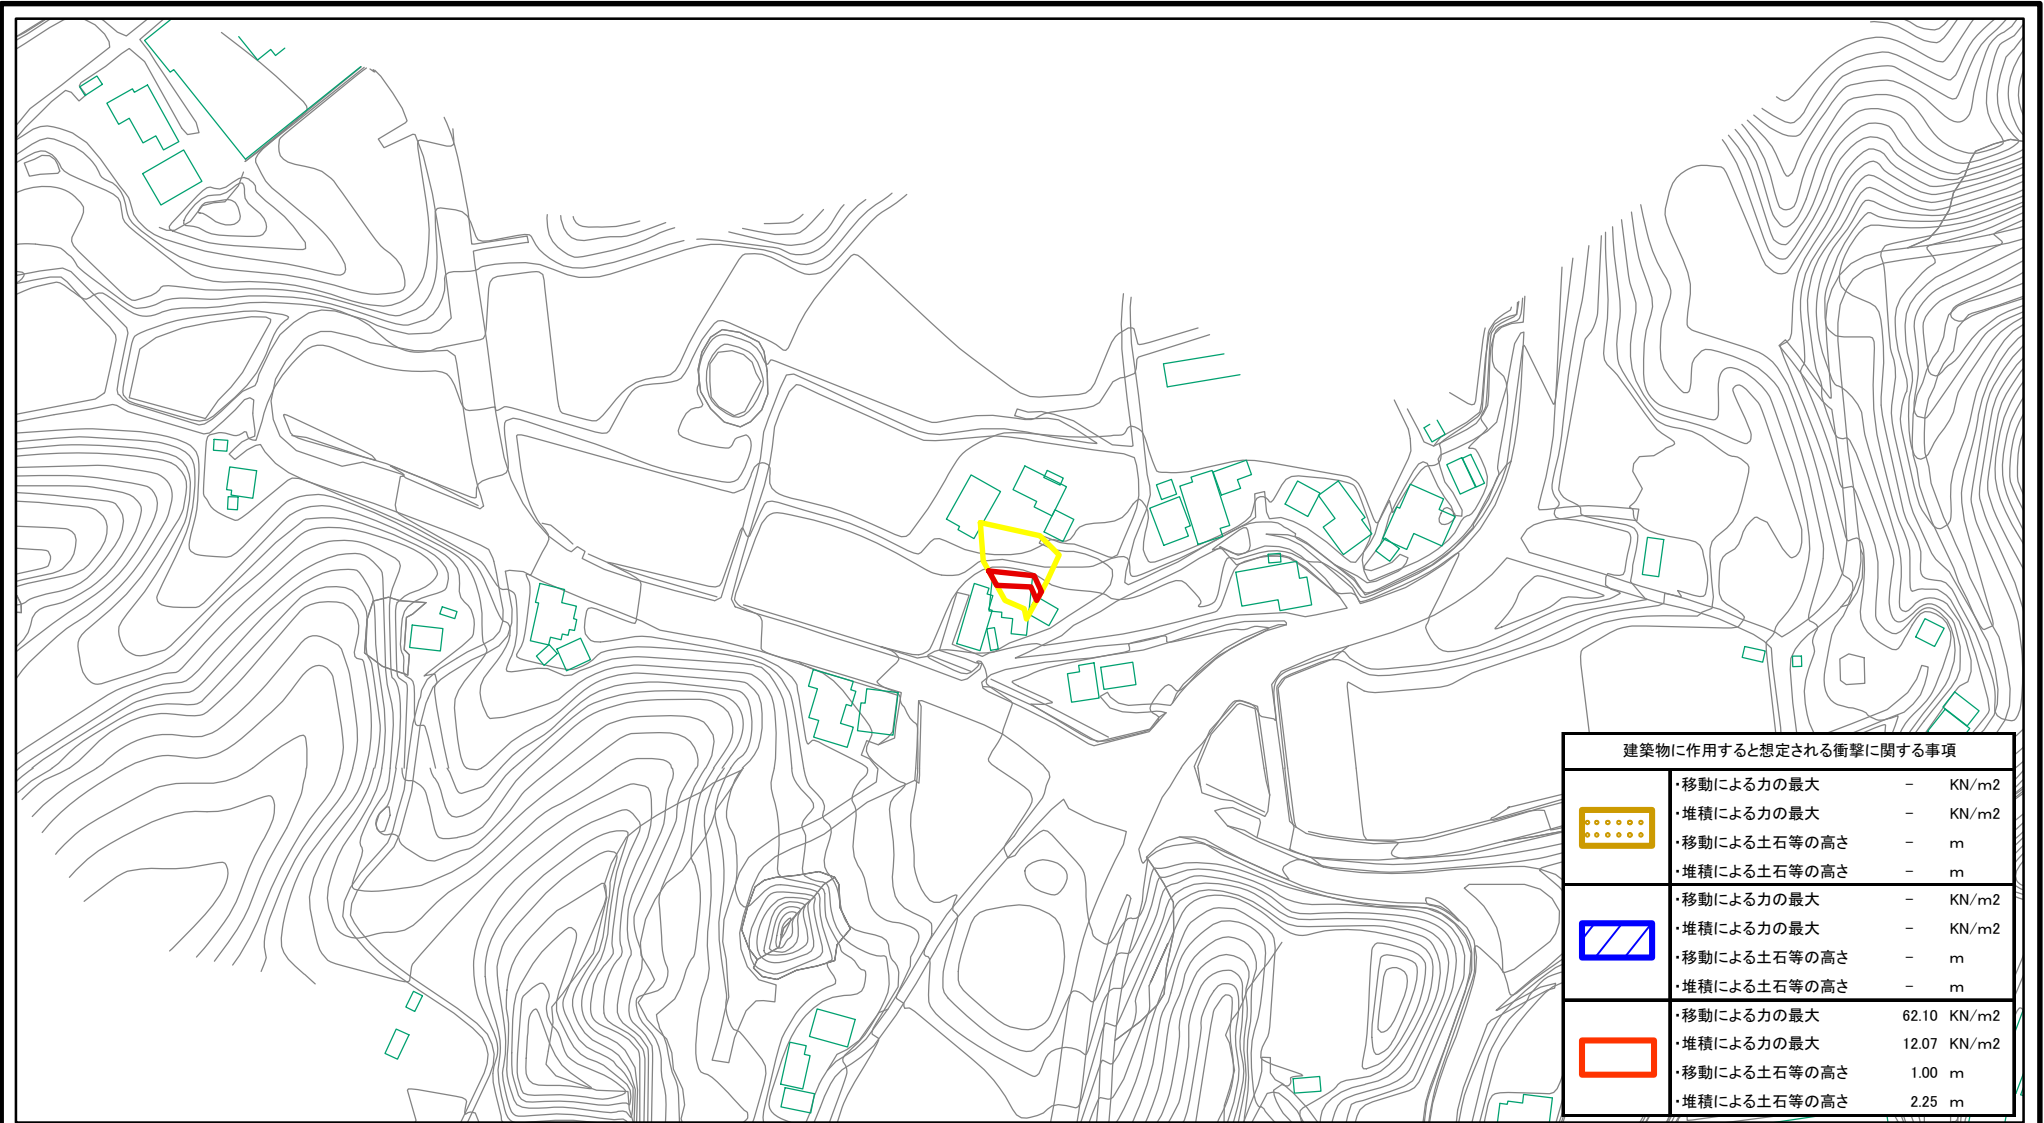 建築物に作用すると想定される衝撃に関する事項
・移動による力の最大 - KN/m2
・堆積による力の最大 - KN/m2
・移動による土石等の高さ - m
・堆積による土石等の高さ - m
・移動による力の最大 - KN/m2
・堆積による力の最大 - KN/m2
・移動による土石等の高さ - m
・堆積による土石等の高さ - m
・移動による力の最大 62.10 KN/m2
・堆積による力の最大 12.07 KN/m2
・移動による土石等の高さ 1.00 m
・堆積による土石等の高さ 2.25 m